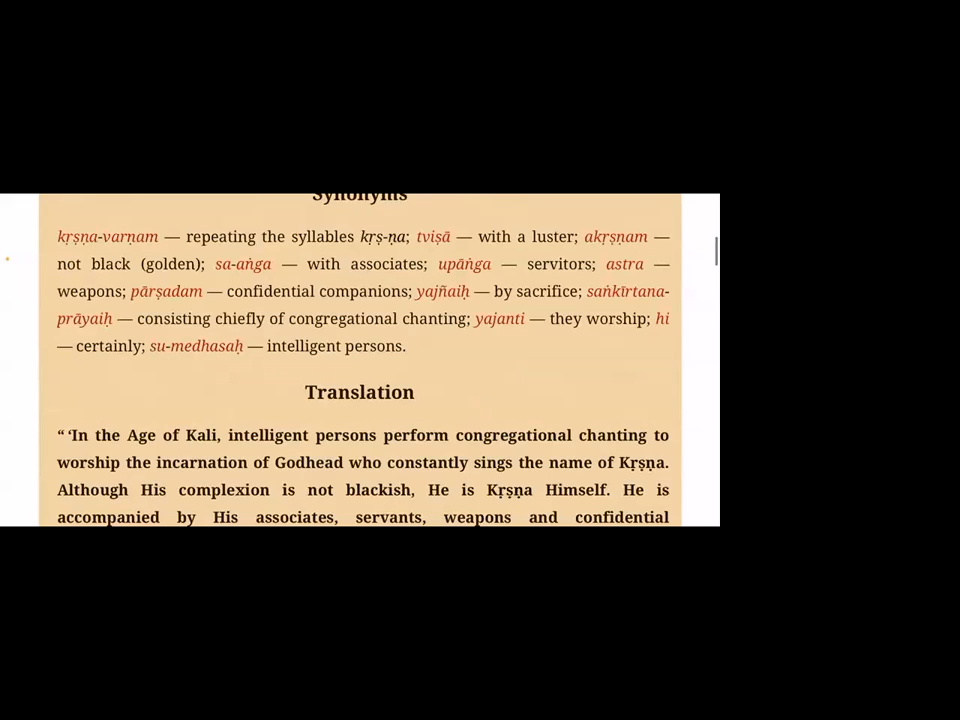 Synonyms
kṛṣṇa-varṇam — repeating the syllables kṛṣ-ṇa; tviṣā — with a luster; akṛṣṇam —
not black (golden); sa-aṅga — with associates; upāṅga — servitors; astra —
weapons; pārṣadam — confidential companions; yajñaiḥ — by sacrifice; saṅkīrtana-
prāyaiḥ — consisting chiefly of congregational chanting; yajanti — they worship; hi
— certainly; su-medhasaḥ — intelligent persons.
Translation
“ ‘In the Age of Kali, intelligent persons perform congregational chanting to
worship the incarnation of Godhead who constantly sings the name of Kṛṣṇa.
Although His complexion is not blackish, He is Kṛṣṇa Himself. He is
accompanied by His associates, servants, weapons and confidential